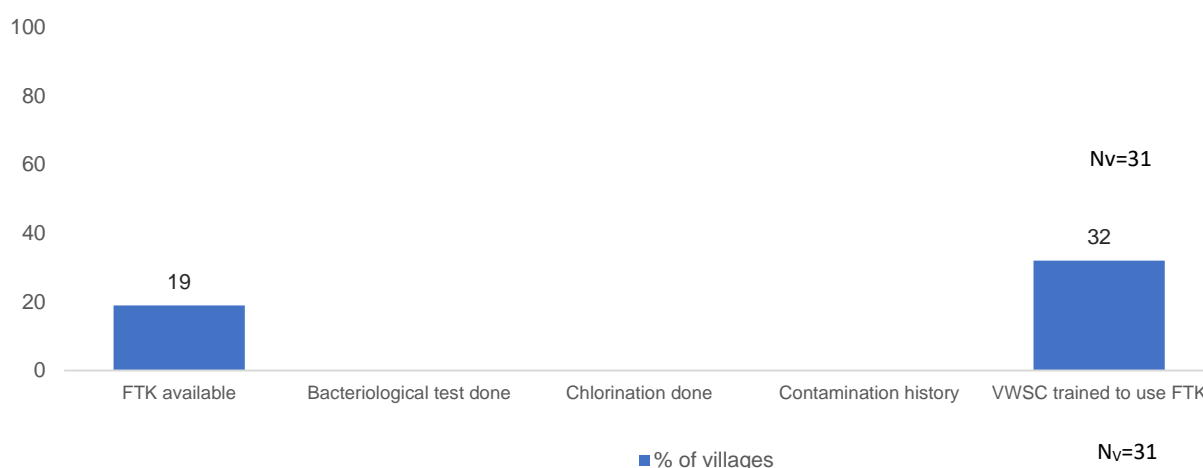 100
80
60
Nv=31
40
32
19
20
0
FTK available
Bacteriological test done
Chlorination done
Contamination history
VWSC trained to use FTK
% of villages
Nv=31